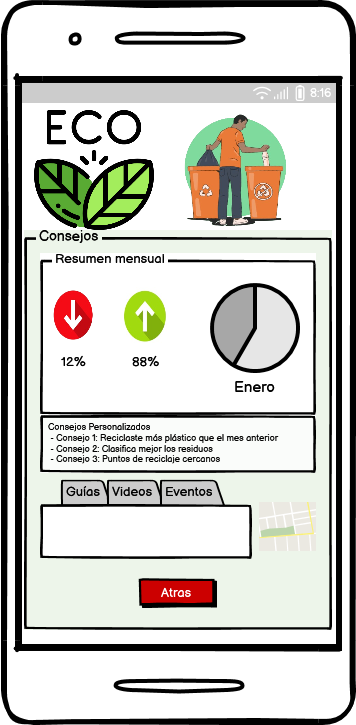 8:16
ECO
Consejos
Resumen mensual
12%
88%
Enero
Consejos Personalizados
- Consejo 1: Reciclaste más plástico que el mes anterior
- Consejo 2: Clasifica mejor los residuos
- Consejo 3: Puntos de reciclaje cercanos
Guías Videos Eventos
Atras